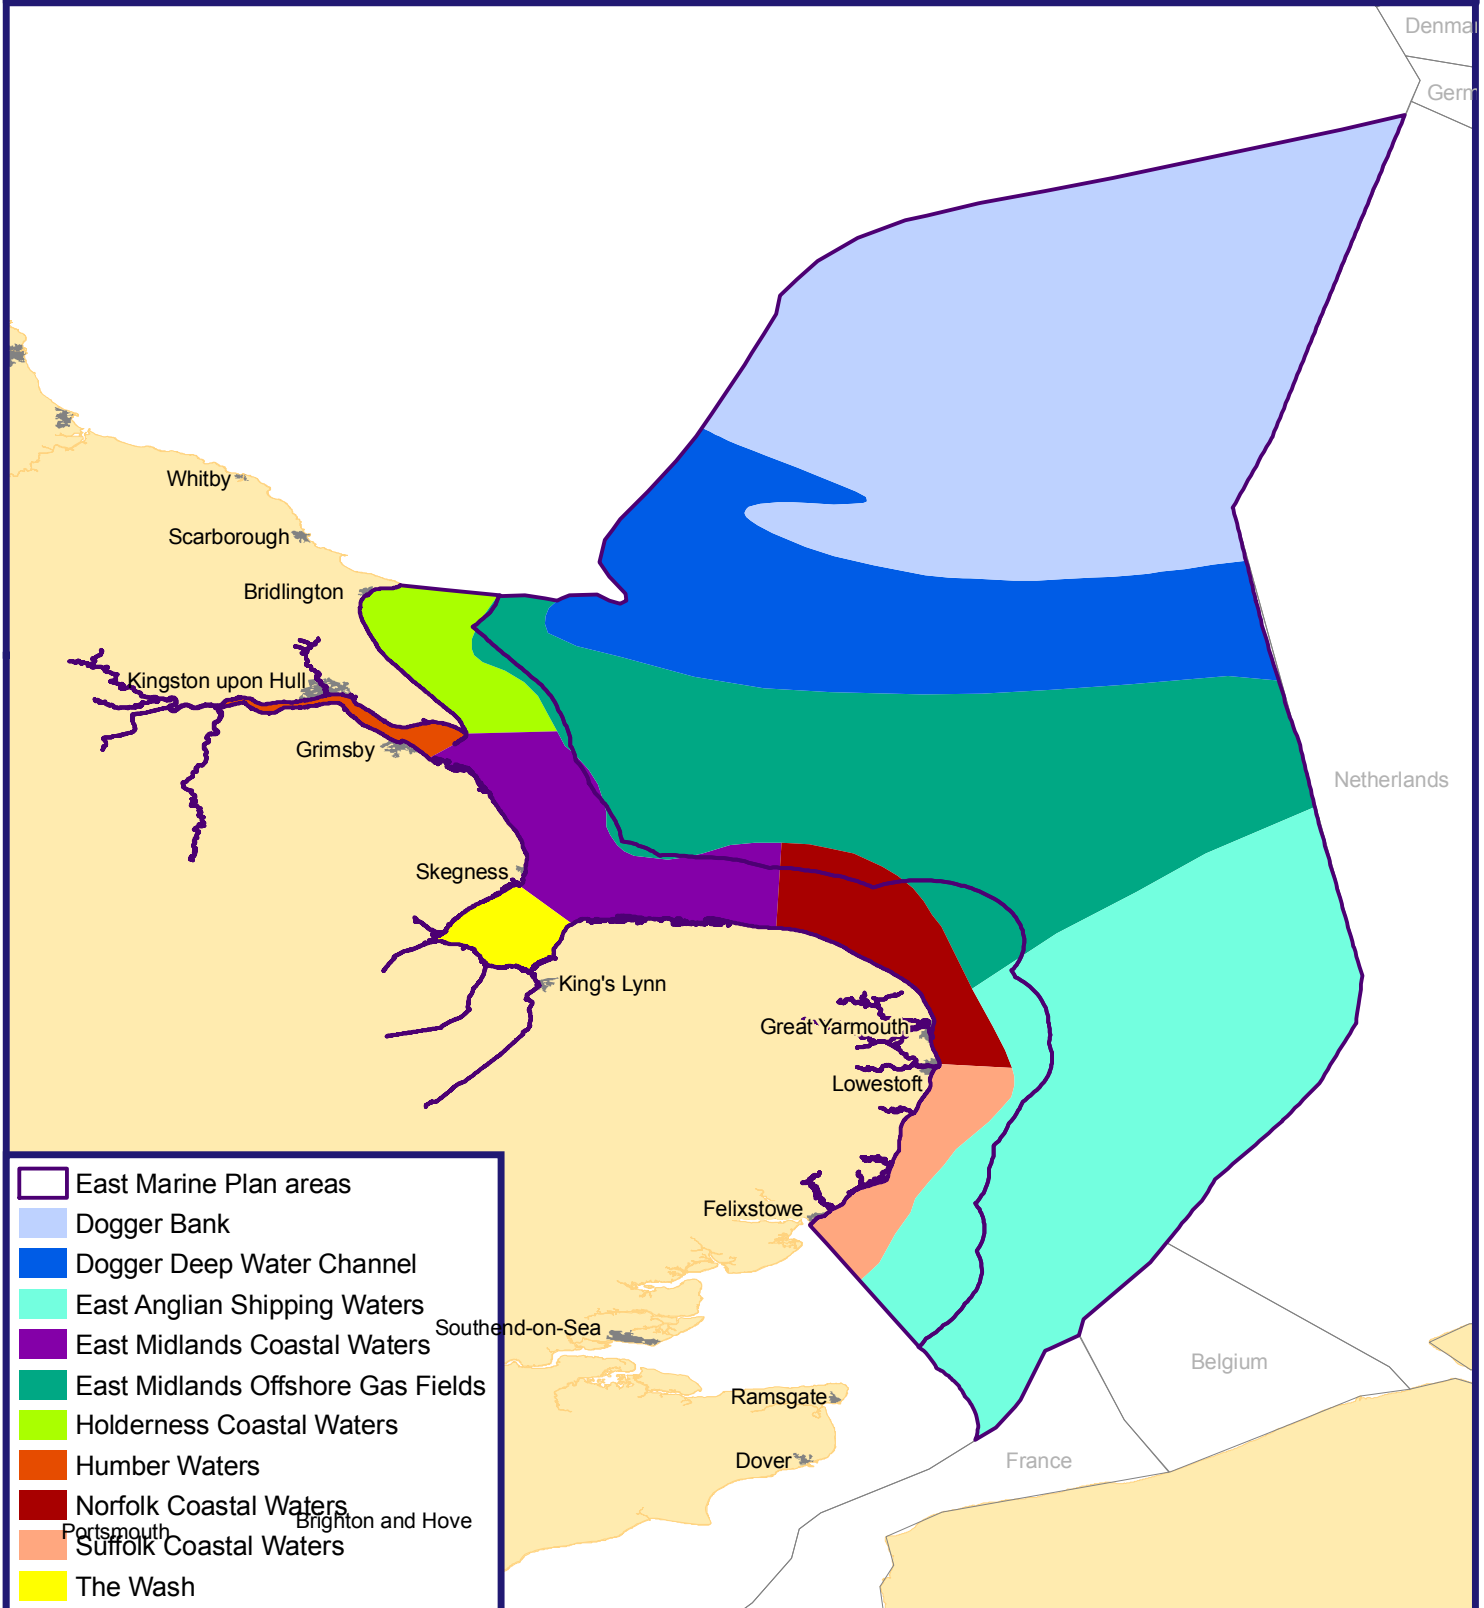 Denma
Germ
Whitby
Scarborough
Bridlington
Kingston upon Hull
Grimsby
Netherlands
Skegness
King's Lynn
Great Yarmouth
Lowestoft
Felixstowe
Southend-on-Sea
Ramsgate
Belgium
Dover
France
East Marine Plan areas
Dogger Bank
Dogger Deep Water Channel
East Anglian Shipping Waters
East Midlands Coastal Waters
East Midlands Offshore Gas Fields
Holderness Coastal Waters
Humber Waters
Norfolk Coastal Waters
Brighton and Hove
Portsmouth
Suffolk Coastal Waters
The Wash